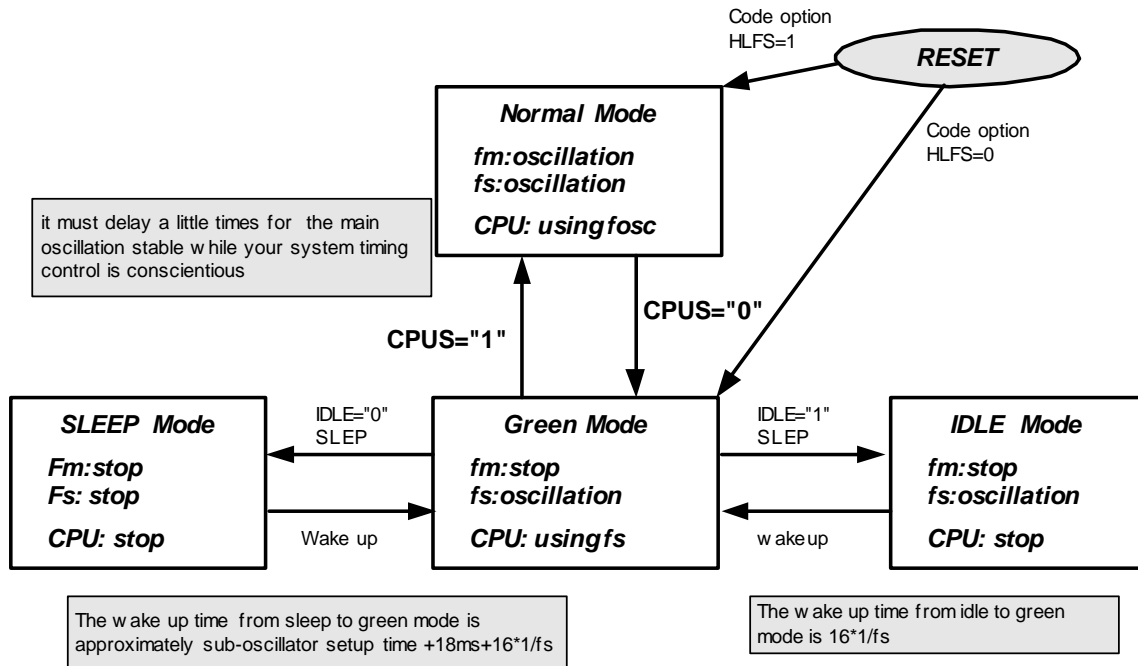 Code option
HLFS=1
RESET
Normal Mode
fm:oscillation
fs:oscillation
CPU: using fosc
Code option
HLFS=0
it must delay a little times for the main
oscillation stable while your system timing
control is conscientious
CPUS="1"
CPUS="0"
SLEEP Mode
Fm:stop
Fs: stop
CPU: stop
IDLE="0"
SLEP
Wake up
Green Mode
fm:stop
fs:oscillation
CPU: using fs
IDLE="1"
SLEP
wakeup
IDLE Mode
fm:stop
fs:oscillation
CPU: stop
The wake up time from sleep to green mode is
approximately sub-oscillator setup time +18ms+16*1/fs
The wake up time from idle to green
mode is 16*1/fs